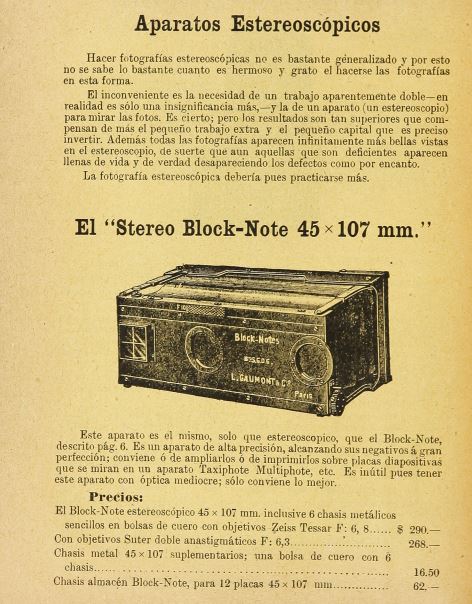 Aparatos Estereoscópicos
Hacer fotografías estereoscópicas no es bastante géneralizado y por esto
no se sabe lo bastante cuanto es hermoso y grato el hacerse las fotografías
en esta forma.
El inconveniente es la necesidad de un trabajo aparentemente doble—en
realidad es sólo una insignificancia más,—y la de un aparato (un estereoscopio)
para mirar las fotos. Es cierto; pero los resultados son tan superiores que com-
pensan de más el pequeño trabajo extra y el pequeño capital que es preciso
invertir. Además todas las fotografías aparecen infinitamente más bellas vistas
en el estereoscopio, de suerte que aun aquellas que son deficientes aparecen
llenas de vida y de verdad desapareciendo los defectos como por encanto.
La fotografía estereoscópica debería pues practicarse más.
El “Stereo Block-Note 45 × 107 mm.”
Block-Notes
L. GAUMONT & Cº
Paris
Este aparato es el mismo, solo que estereoscopico, que el Block-Note,
descrito pág. 6. Es un aparato de alta precisión, alcanzando sus negativos á gran
perfección; conviene ó de ampliarlos ó de imprimirlos sobre placas diapositivas
que se miran en un aparato Taxiphote Multiphote, etc. Es inútil pues tener
este aparato con óptica mediocre; sólo conviene lo mejor.
Precios:
El Block-Note estereoscópico 45 x 107 mm. inclusive 6 chasis metálicos
sencillos en bolsas de cuero con objetivos Zeiss Tessar F: 6, 8...... $ 290.—
Con objetivos Suter doble anastigmáticos F: 6,3........................ 268.—
Chasis metal 45×107 suplementarios; una bolsa de cuero con 6
chasis........................................................ 16.50
Chasis almacén Block-Note, para 12 placas 45 x 107 mm.............. 62.—